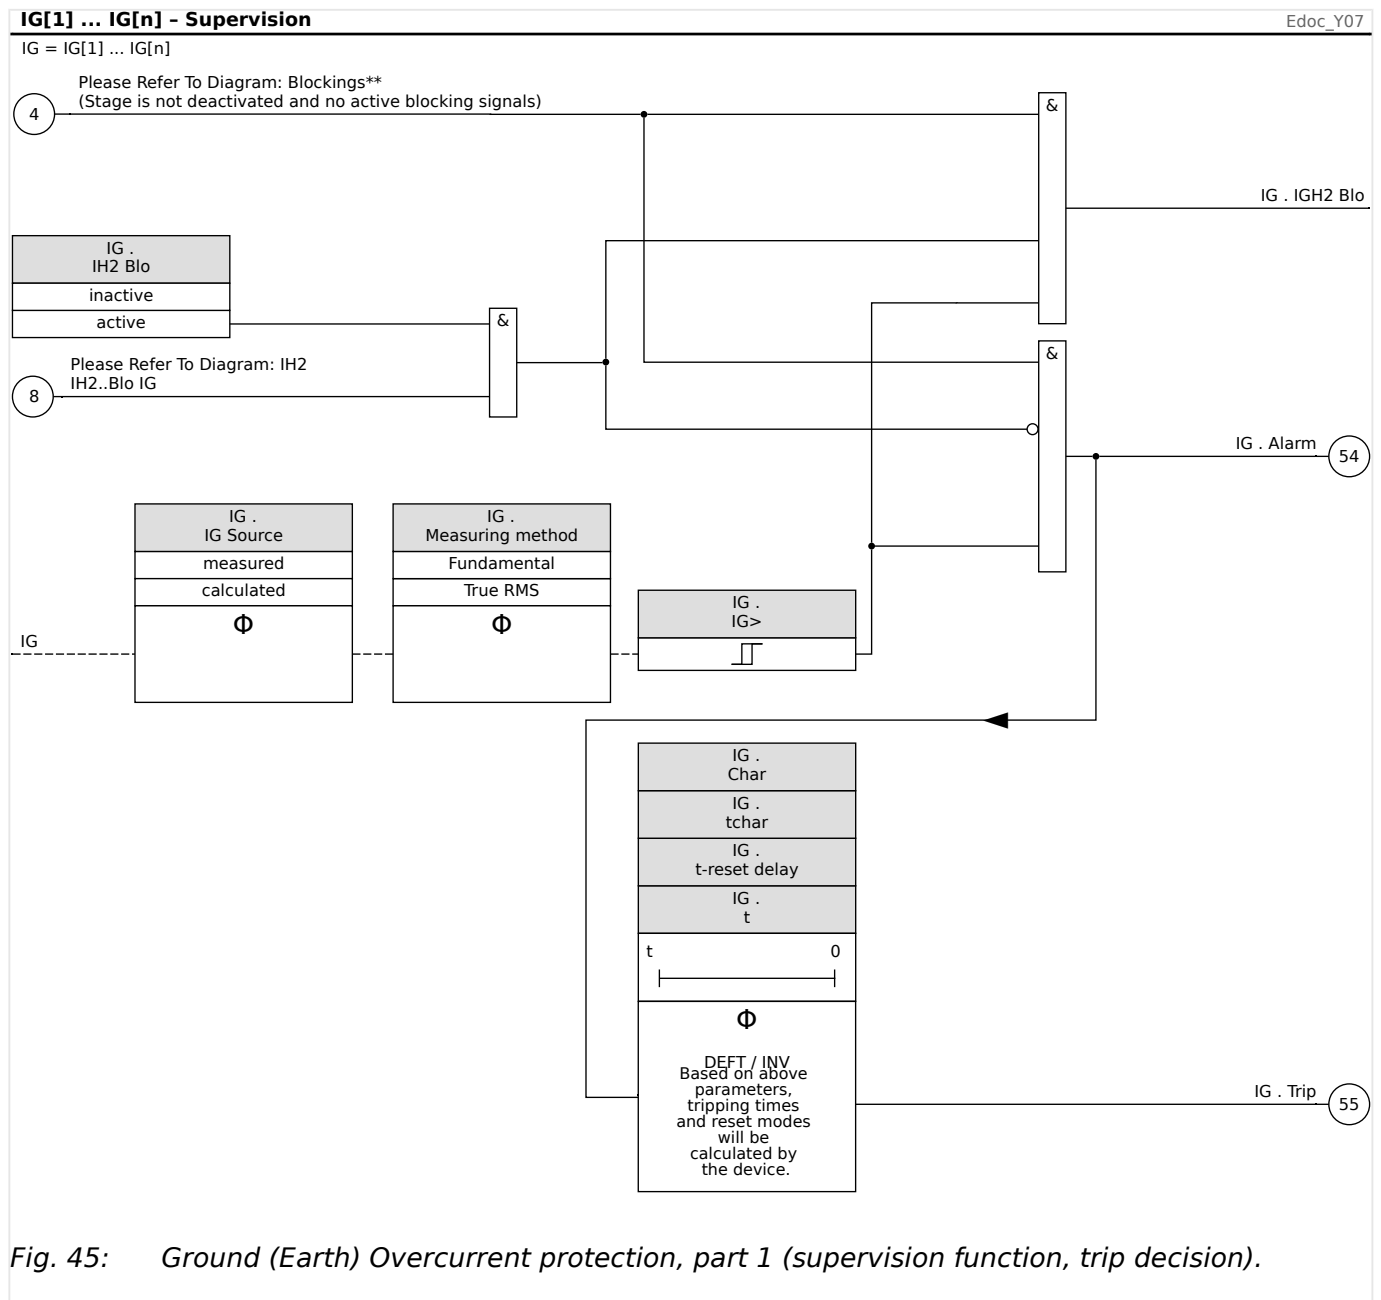 IG[1] ... IG[n] – Supervision
Edoc_Y07
IG = IG[1] ... IG[n]
Please Refer To Diagram: Blockings**
(Stage is not deactivated and no active blocking signals)
4
&
IG . IGH2 Blo
IG .
IH2 Blo
inactive
active
&
&
Please Refer To Diagram: IH2
IH2..Blo IG
8
IG . Alarm
54
IG .
IG Source
measured
calculated
Φ
IG .
Measuring method
Fundamental
True RMS
Φ
IG .
IG>
IG
IG .
Char
IG .
tchar
IG .
t-reset delay
IG .
t
t 0
Φ
DEFT / INV
Based on above
parameters,
tripping times
and reset modes
will be
calculated by
the device.
IG . Trip
55
Fig. 45: Ground (Earth) Overcurrent protection, part 1 (supervision function, trip decision).